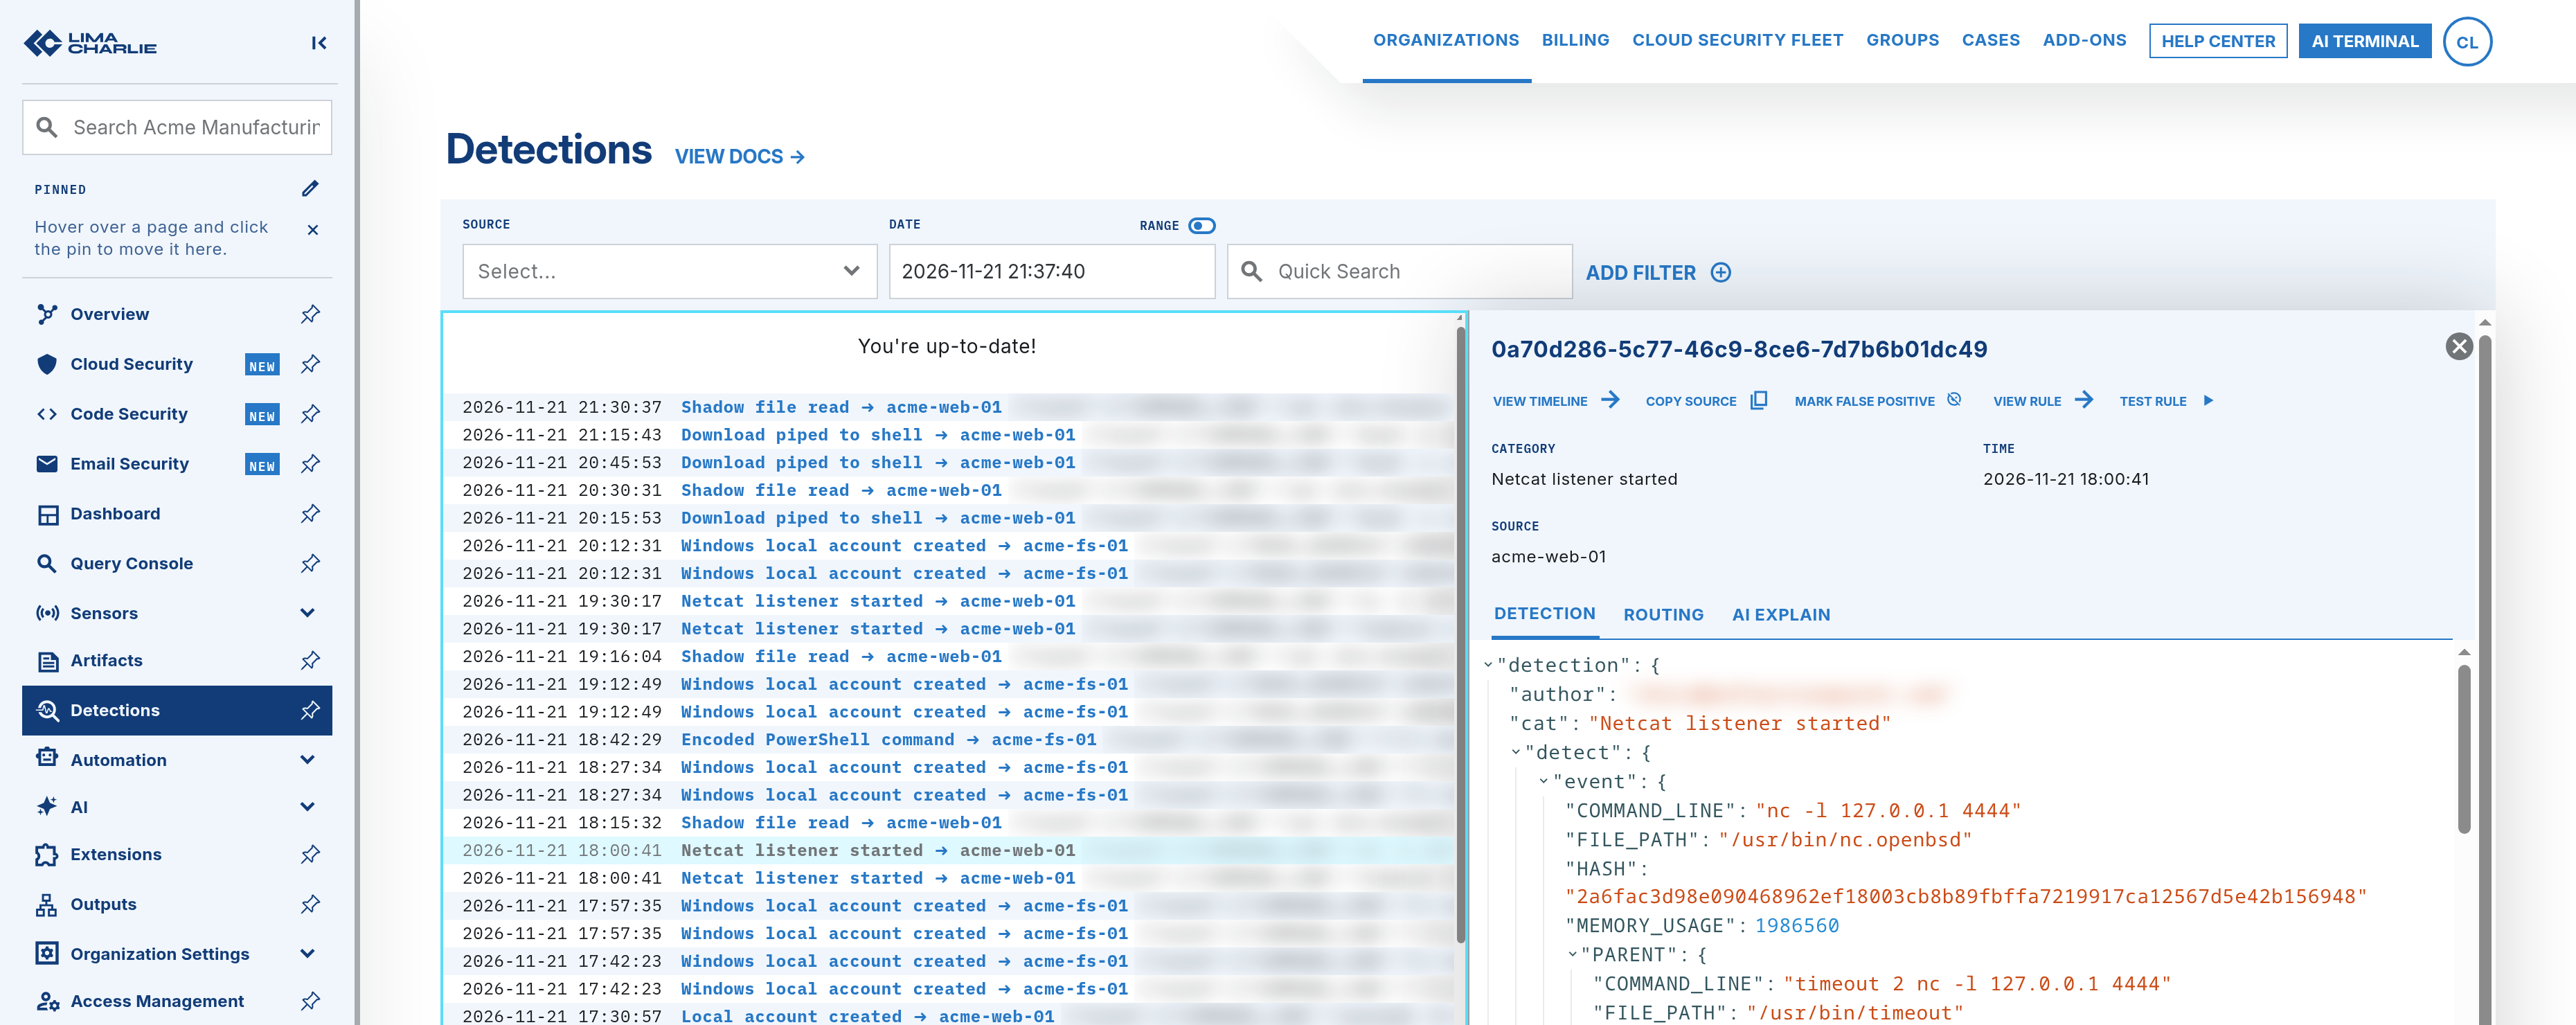 LIMA
CHARLIE
Search Acme Manufacturin
PINNED
Hover over a page and click
the pin to move it here.
Overview
Cloud Security NEW
Code Security NEW
Email Security NEW
Dashboard
Query Console
Sensors
Artifacts
Detections
Automation
AI
Extensions
Outputs
Organization Settings
Access Management
ORGANIZATIONS BILLING CLOUD SECURITY FLEET GROUPS CASES ADD-ONS HELP CENTER AI TERMINAL CL
Detections VIEW DOCS →
SOURCE DATE RANGE
Select... 2026-11-21 21:37:40 Quick Search ADD FILTER
You're up-to-date!
2026-11-21 21:30:37 Shadow file read → acme-web-01
2026-11-21 21:15:43 Download piped to shell → acme-web-01
2026-11-21 20:45:53 Download piped to shell → acme-web-01
2026-11-21 20:30:31 Shadow file read → acme-web-01
2026-11-21 20:15:53 Download piped to shell → acme-web-01
2026-11-21 20:12:31 Windows local account created → acme-fs-01
2026-11-21 20:12:31 Windows local account created → acme-fs-01
2026-11-21 19:30:17 Netcat listener started → acme-web-01
2026-11-21 19:30:17 Netcat listener started → acme-web-01
2026-11-21 19:16:04 Shadow file read → acme-web-01
2026-11-21 19:12:49 Windows local account created → acme-fs-01
2026-11-21 19:12:49 Windows local account created → acme-fs-01
2026-11-21 18:42:29 Encoded PowerShell command → acme-fs-01
2026-11-21 18:27:34 Windows local account created → acme-fs-01
2026-11-21 18:27:34 Windows local account created → acme-fs-01
2026-11-21 18:15:32 Shadow file read → acme-web-01
2026-11-21 18:00:41 Netcat listener started → acme-web-01
2026-11-21 18:00:41 Netcat listener started → acme-web-01
2026-11-21 17:57:35 Windows local account created → acme-fs-01
2026-11-21 17:57:35 Windows local account created → acme-fs-01
2026-11-21 17:42:23 Windows local account created → acme-fs-01
2026-11-21 17:42:23 Windows local account created → acme-fs-01
2026-11-21 17:30:57 Local account created → acme-web-01
0a70d286-5c77-46c9-8ce6-7d7b6b01dc49
VIEW TIMELINE → COPY SOURCE MARK FALSE POSITIVE VIEW RULE → TEST RULE
CATEGORY TIME
Netcat listener started 2026-11-21 18:00:41
SOURCE
acme-web-01
DETECTION ROUTING AI EXPLAIN
"detection": {
"author":
"cat": "Netcat listener started"
"detect": {
"event": {
"COMMAND_LINE": "nc -l 127.0.0.1 4444"
"FILE_PATH": "/usr/bin/nc.openbsd"
"HASH":
"2a6fac3d98e090468962ef18003cb8b89fbffa7219917ca12567d5e42b156948"
"MEMORY_USAGE": 1986560
"PARENT": {
"COMMAND_LINE": "timeout 2 nc -l 127.0.0.1 4444"
"FILE_PATH": "/usr/bin/timeout"